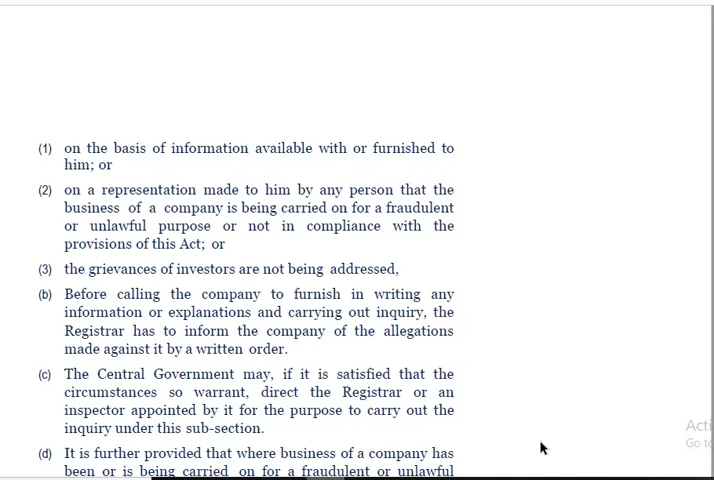 (1) on the basis of information available with or furnished to
him; or
(2) on a representation made to him by any person that the
business of a company is being carried on for a fraudulent
or unlawful purpose or not in compliance with the
provisions of this Act; or
(3) the grievances of investors are not being addressed,
(b) Before calling the company to furnish in writing any
information or explanations and carrying out inquiry, the
Registrar has to inform the company of the allegations
made against it by a written order.
(c) The Central Government may, if it is satisfied that the
circumstances so warrant, direct the Registrar or an
inspector appointed by it for the purpose to carry out the
inquiry under this sub-section.
(d) It is further provided that where business of a company has
been or is being carried on for a fraudulent or unlawful
Acti
Go to